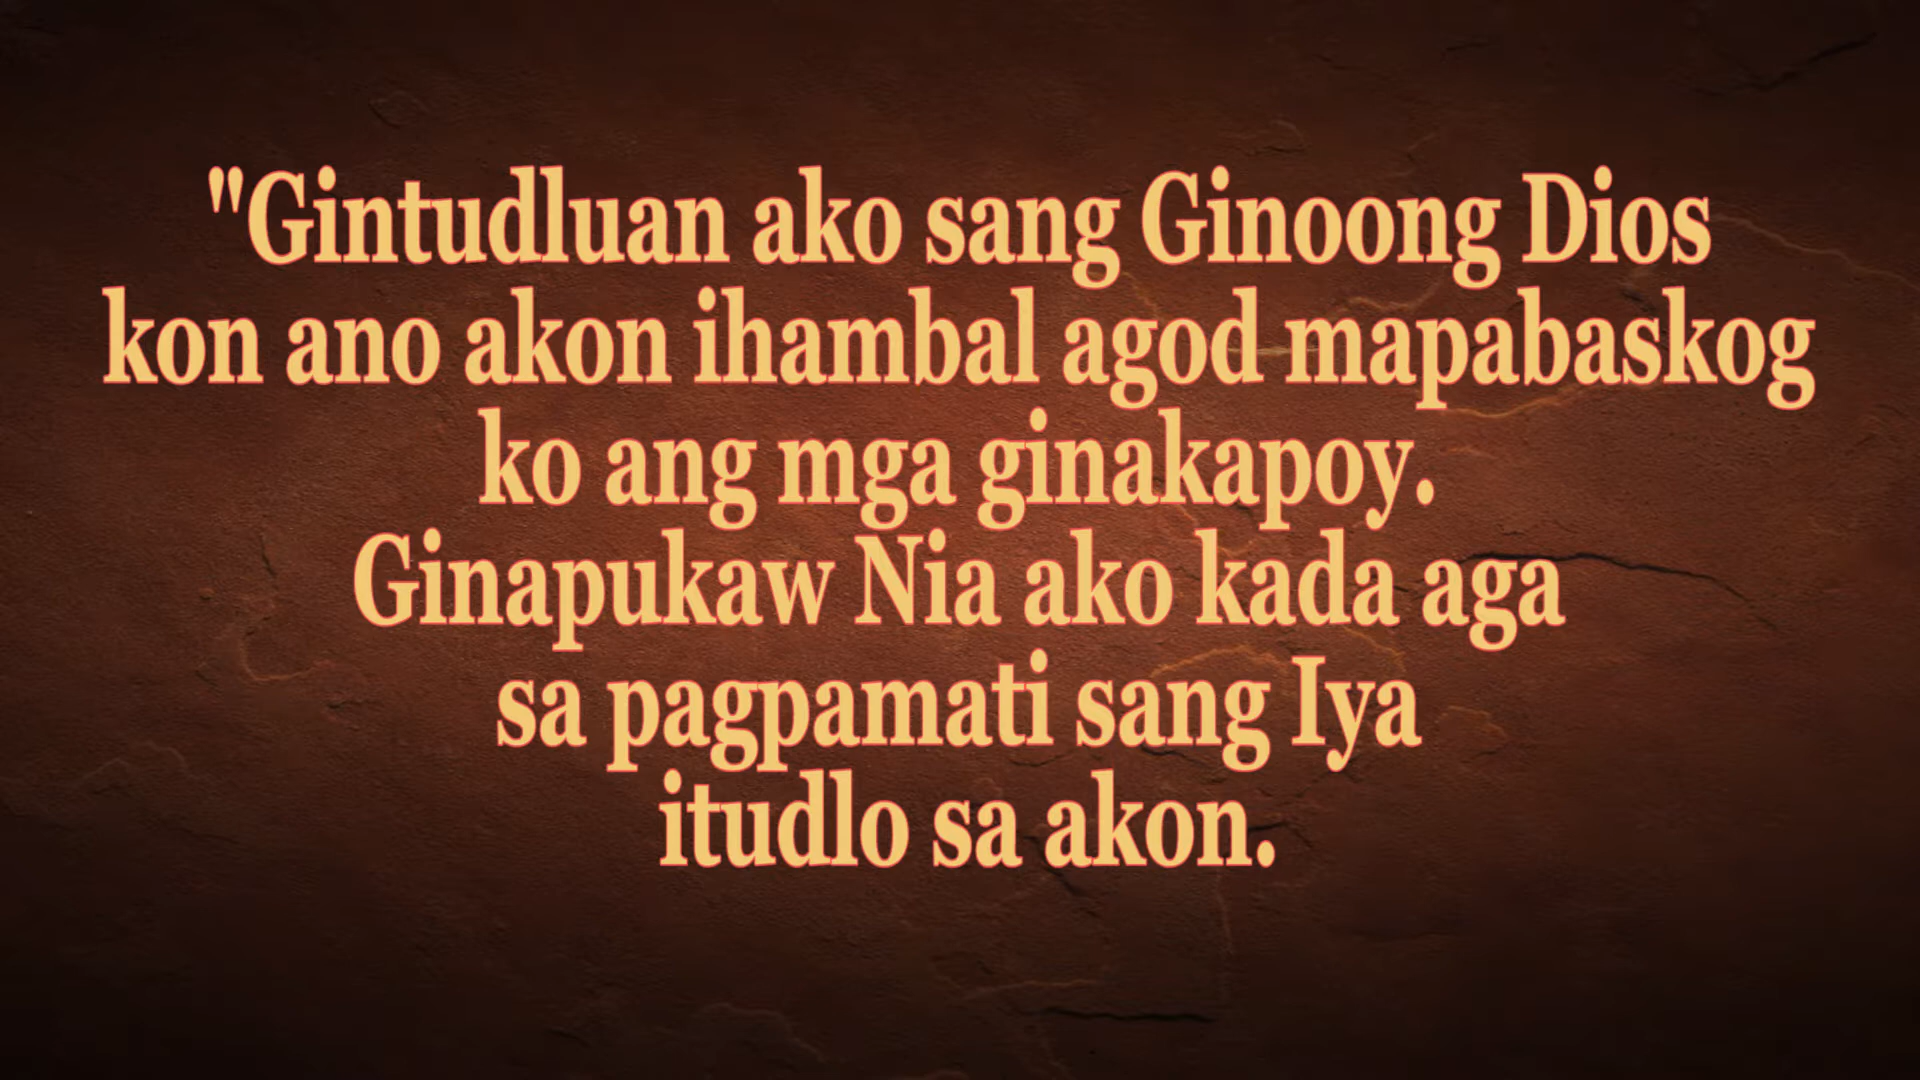 "Gintudluan ako sang Ginoong Dios
kon ano akon ihambal agod mapabaskog
ko ang mga ginakapoy.
Ginapukaw Nia ako kada aga
sa pagpamati sang Iya
itudlo sa akon.